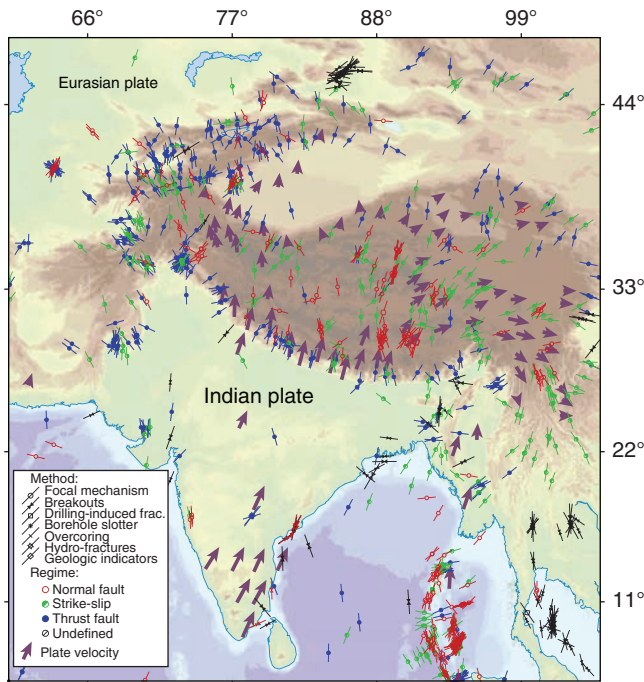 66° 77° 88° 99°
Eurasian plate
44°
33°
Indian plate
22°
11°
Method:
Focal mechanism
Breakouts
Drilling-induced frac.
Borehole slotter
Overcoring
Hydro-fractures
Geologic indicators
Regime:
Normal fault
Strike-slip
Thrust fault
Undefined
Plate velocity